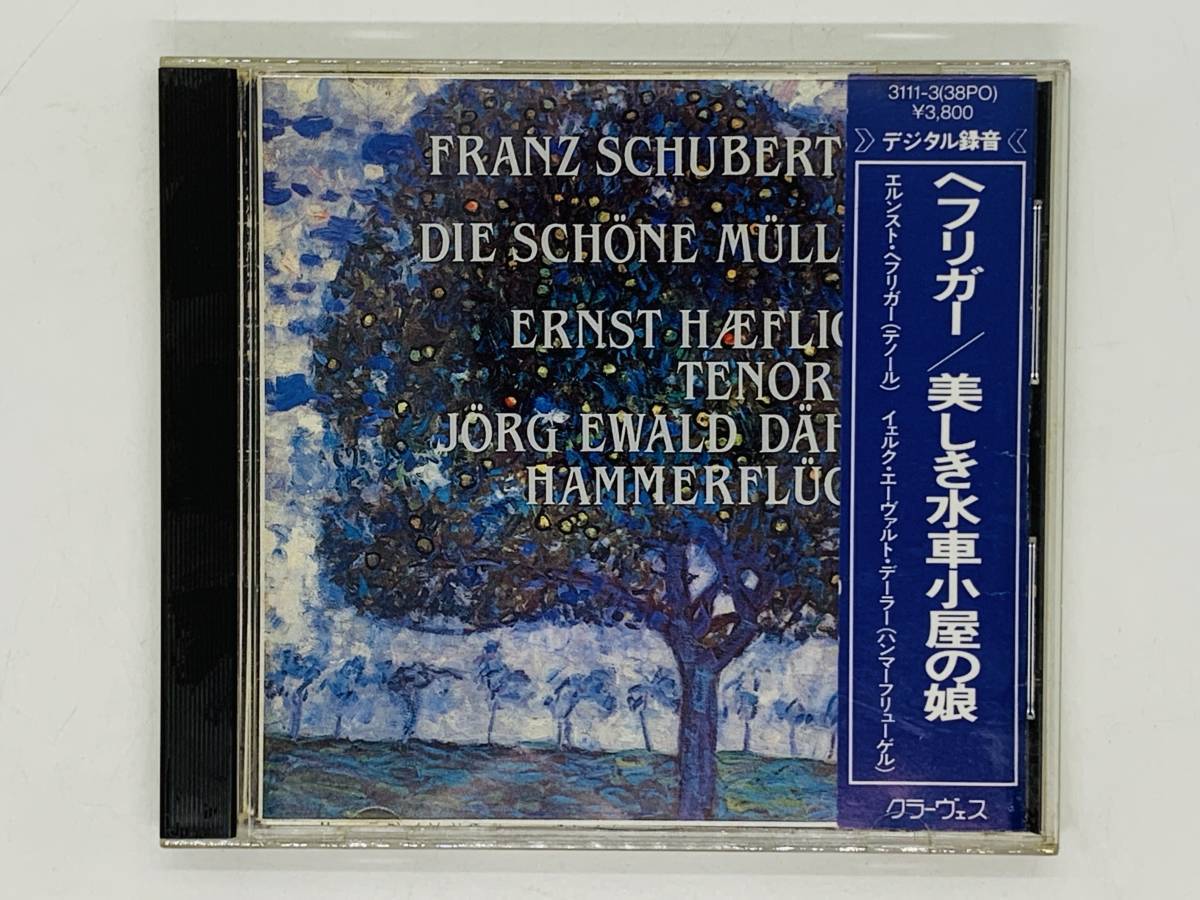 FRANZ SCHUBERT
DIE SCHÖNE MÜLL
ERNST HÆFLIG
TENOR
JÖRG EWALD DÄH
HAMMERFLÜG
3111-3(38PO)
¥3,800
》デジタル録音《
ヘフリガー/美しき水車小屋の娘
エルンスト・ヘフリガー(テノール) イェルク・エーヴァルト・デーラー(ハンマーフリューゲル)
クラーヴェス